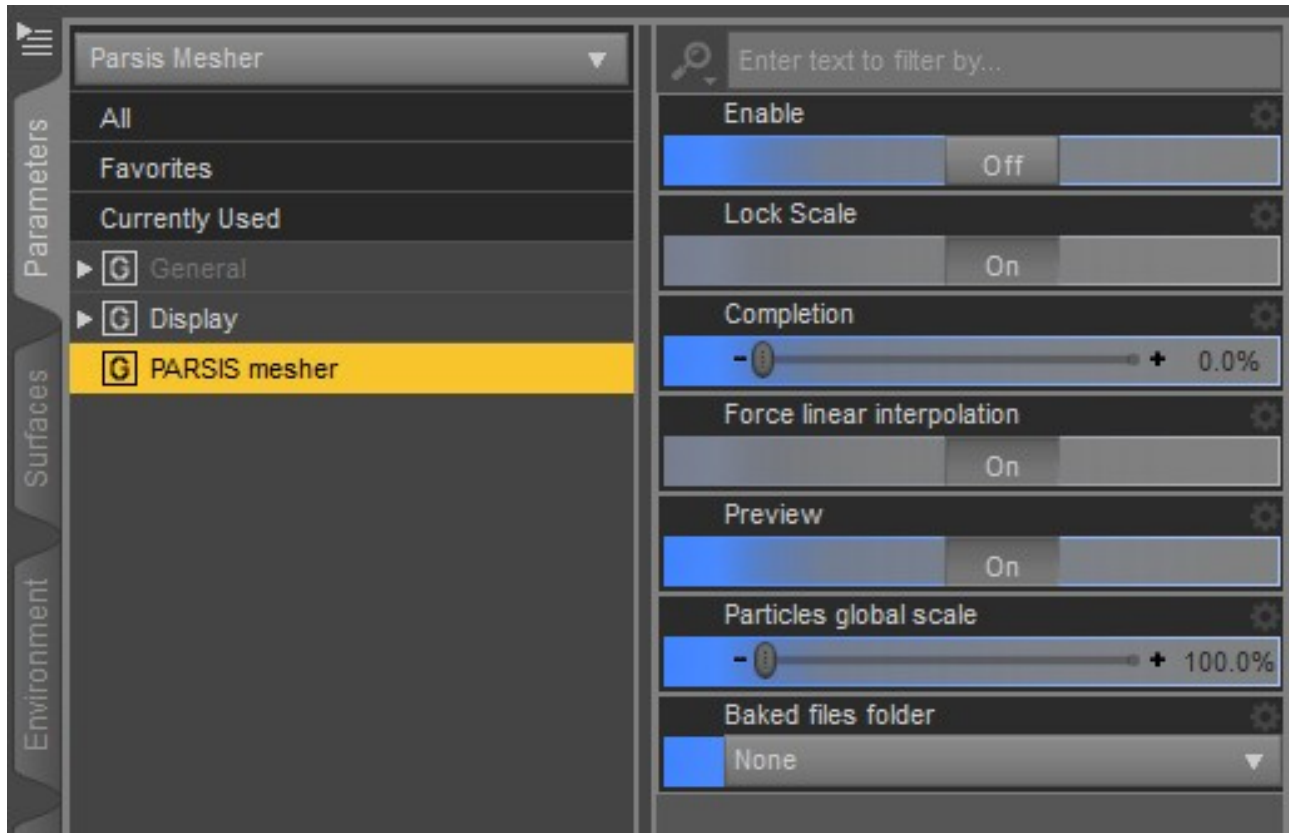 Parameters
Surfaces
Environment
Parsis Mesher
All
Favorites
Currently Used
G General
G Display
G PARSIS mesher
Enter text to filter by...
Enable
Off
Lock Scale
On
Completion
- + 0.0%
Force linear interpolation
On
Preview
On
Particles global scale
- + 100.0%
Baked files folder
None